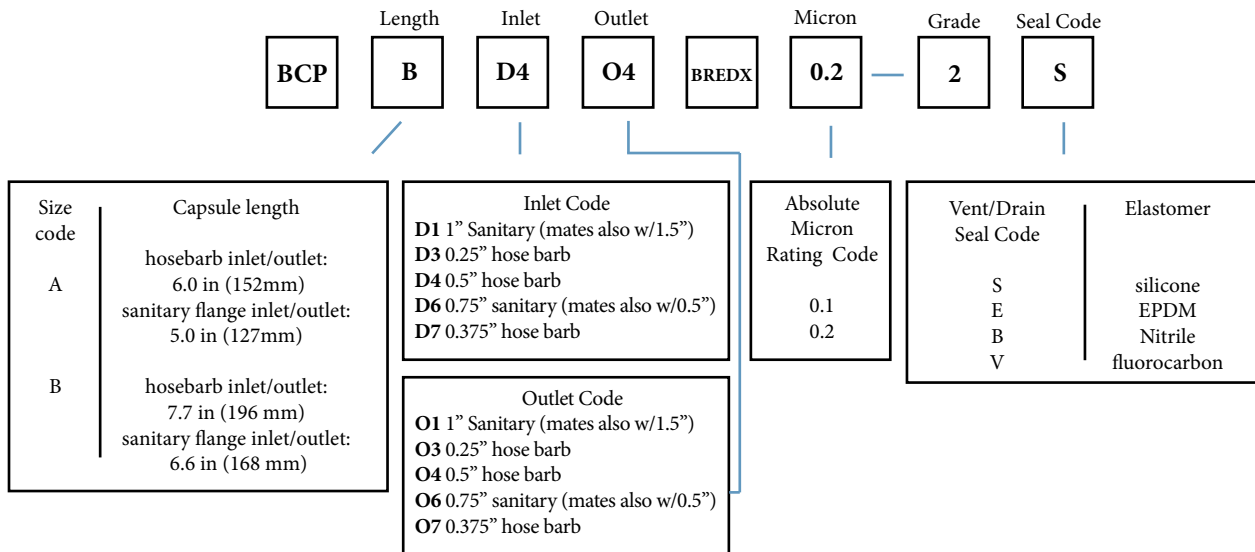 Length Inlet Outlet Micron Grade Seal Code
BCP B D4 O4 BREDX 0.2 2 S
Size code
Capsule length
A
hosebarb inlet/outlet:
6.0 in (152mm)
sanitary flange inlet/outlet:
5.0 in (127mm)
B
hosebarb inlet/outlet:
7.7 in (196 mm)
sanitary flange inlet/outlet:
6.6 in (168 mm)
Inlet Code
D1 1” Sanitary (mates also w/1.5”)
D3 0.25” hose barb
D4 0.5” hose barb
D6 0.75” sanitary (mates also w/0.5”)
D7 0.375” hose barb
Outlet Code
O1 1” Sanitary (mates also w/1.5”)
O3 0.25” hose barb
O4 0.5” hose barb
O6 0.75” sanitary (mates also w/0.5”)
O7 0.375” hose barb
Absolute
Micron
Rating Code
0.1
0.2
Vent/Drain Elastomer
Seal Code
S silicone
E EPDM
B Nitrile
V fluorocarbon